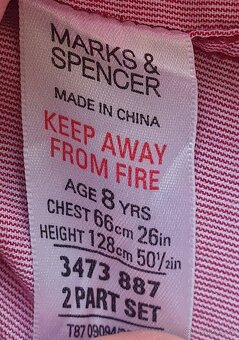 MARKS &
SPENCER
MADE IN CHINA
KEEP AWAY
FROM FIRE
AGE 8 YRS
CHEST 66cm 26in
HEIGHT 128cm 50½in
3473 887
2 PART SET